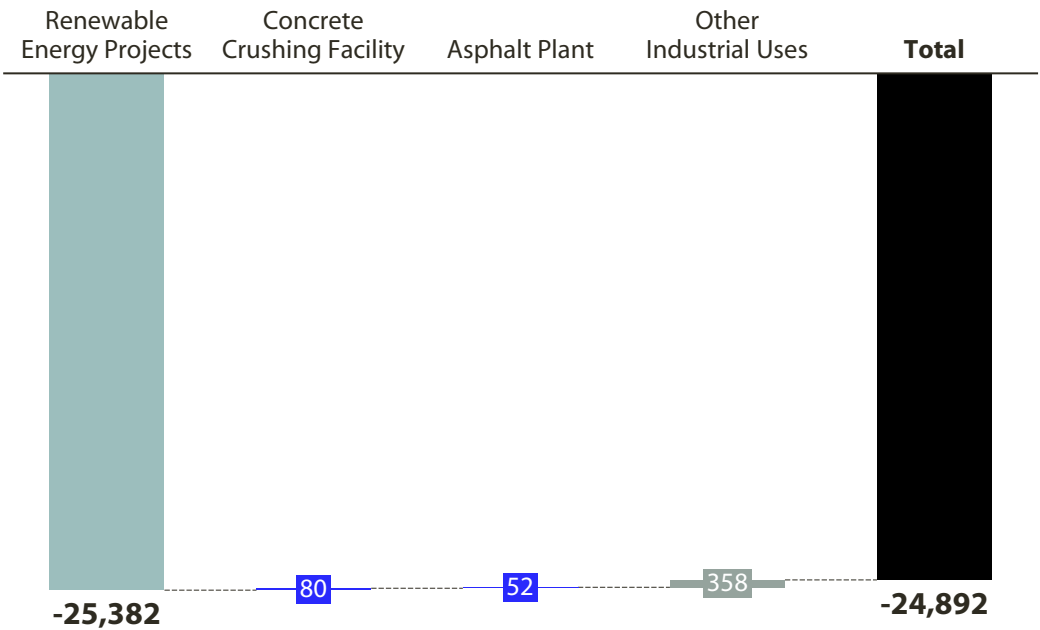 Renewable
Energy Projects
Concrete
Crushing Facility
Asphalt Plant
Other
Industrial Uses
Total
80
52
358
-25,382
-24,892